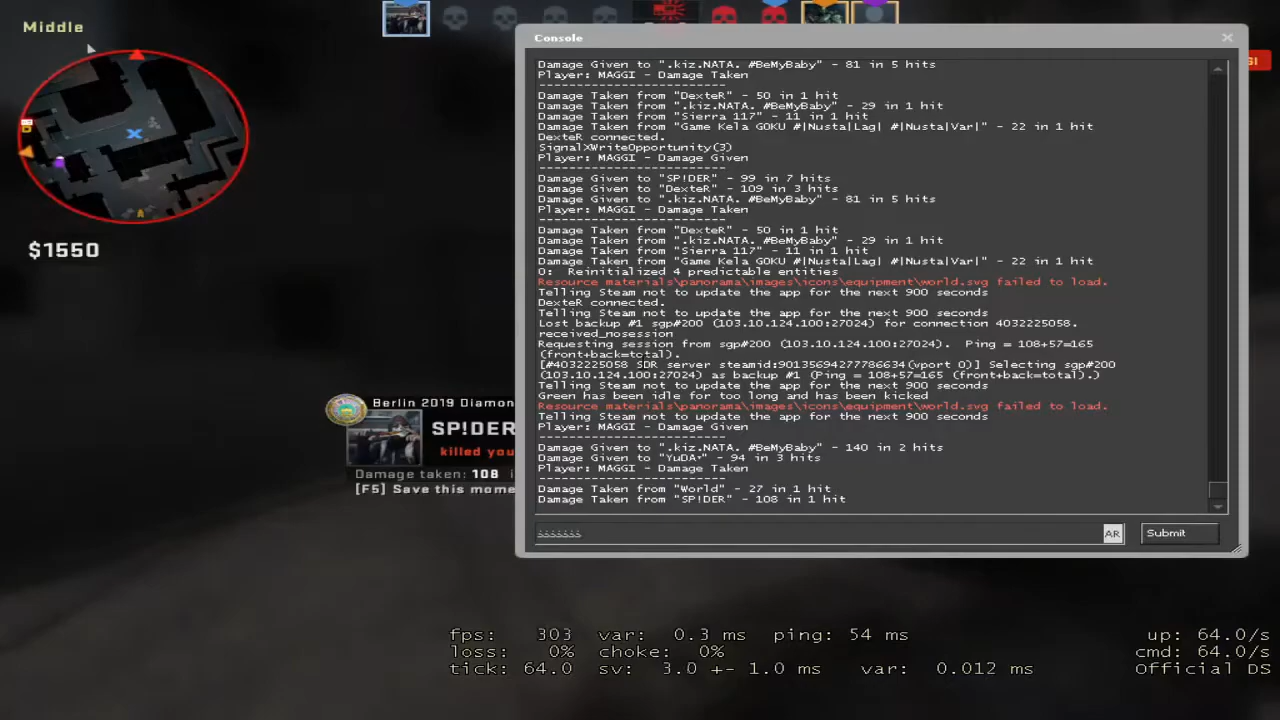 Middle
$1550
Console
Damage Given to ".kiz.NATA. #BeMyBaby" - 81 in 5 hits
Player: MAGGI - Damage Taken
-------------------------
Damage Taken from "DexteR" - 50 in 1 hit
Damage Taken from ".kiz.NATA. #BeMyBaby" - 29 in 1 hit
Damage Taken from "Sierra 117" - 11 in 1 hit
Damage Taken from "Game Kela GOKU #|Nusta|Lag| #|Nusta|Var|" - 22 in 1 hit
DexteR connected.
SignalXWriteOpportunity(3)
Player: MAGGI - Damage Given
-------------------------
Damage Given to "SP!DER" - 99 in 7 hits
Damage Given to "DexteR" - 109 in 3 hits
Damage Given to ".kiz.NATA. #BeMyBaby" - 81 in 5 hits
Player: MAGGI - Damage Taken
-------------------------
Damage Taken from "DexteR" - 50 in 1 hit
Damage Taken from ".kiz.NATA. #BeMyBaby" - 29 in 1 hit
Damage Taken from "Sierra 117" - 11 in 1 hit
Damage Taken from "Game Kela GOKU #|Nusta|Lag| #|Nusta|Var|" - 22 in 1 hit
0:  Reinitialized 4 predictable entities
Resource materials\panorama\images\icons\equipment\world.svg failed to load.
Telling Steam not to update the app for the next 900 seconds
DexteR connected.
Telling Steam not to update the app for the next 900 seconds
Lost backup #1 sgp#200 (103.10.124.100:27024) for connection 4032225058.
received_nosession
Requesting session from sgp#200 (103.10.124.100:27024).  Ping = 108+57=165
(front+back=total).
[#4032225058 SDR server steamid:90135694277786634(vport 0)] Selecting sgp#200
(103.10.124.100:27024) as backup #1 (Ping = 108+57=165 (front+back=total).)
Telling Steam not to update the app for the next 900 seconds
Green has been idle for too long and has been kicked
Resource materials\panorama\images\icons\equipment\world.svg failed to load.
Telling Steam not to update the app for the next 900 seconds
Player: MAGGI - Damage Given
-------------------------
Damage Given to ".kiz.NATA. #BeMyBaby" - 140 in 2 hits
Damage Given to "YuDA" - 94 in 3 hits
Player: MAGGI - Damage Taken
-------------------------
Damage Taken from "World" - 27 in 1 hit
Damage Taken from "SP!DER" - 108 in 1 hit
AR
Submit
Berlin 2019 Diamon
SP!DER
killed you
Damage taken: 108 i
[F5] Save this mome
fps: 303 var: 0.3 ms ping: 54 ms
loss: 0% choke: 0%
tick: 64.0 sv: 3.0 +- 1.0 ms var: 0.012 ms
up: 64.0/s
cmd: 64.0/s
Official DS